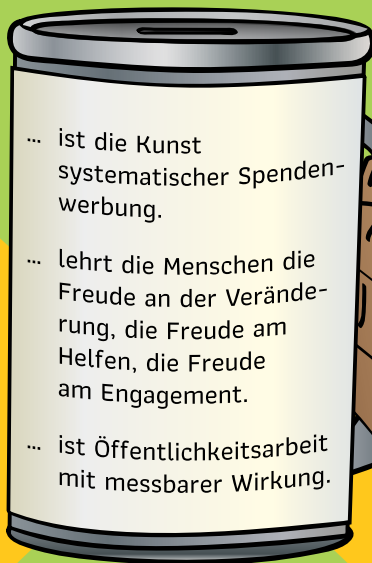 ... ist die Kunst
systematischer Spenden-
werbung.
... lehrt die Menschen die
Freude an der Verände-
rung, die Freude am
Helfen, die Freude
am Engagement.
... ist Öffentlichkeitsarbeit
mit messbarer Wirkung.